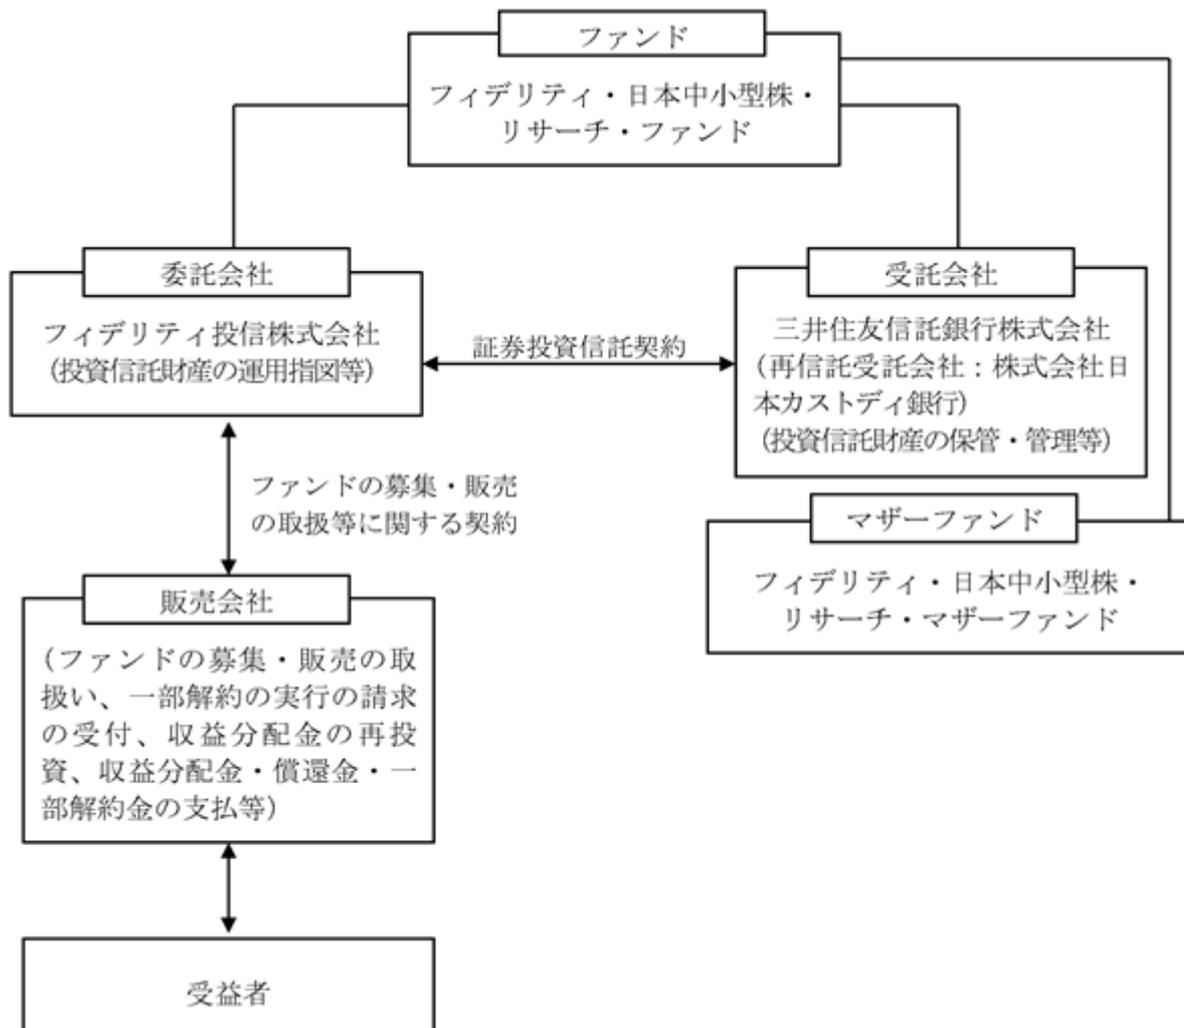 ファンド
フィデリティ・日本中小型株・
リサーチ・ファンド
委託会社
フィデリティ投信株式会社
(投資信託財産の運用指図等)
証券投資信託契約
受託会社
三井住友信託銀行株式会社
(再信託受託会社：株式会社日
本カストディ銀行)
(投資信託財産の保管・管理等)
ファンドの募集・販売
の取扱等に関する契約
マザーファンド
フィデリティ・日本中小型株・
リサーチ・マザーファンド
販売会社
(ファンドの募集・販売の取
扱い、一部解約の実行の請求
の受付、収益分配金の再投
資、収益分配金・償還金・一
部解約金の支払等)
受益者